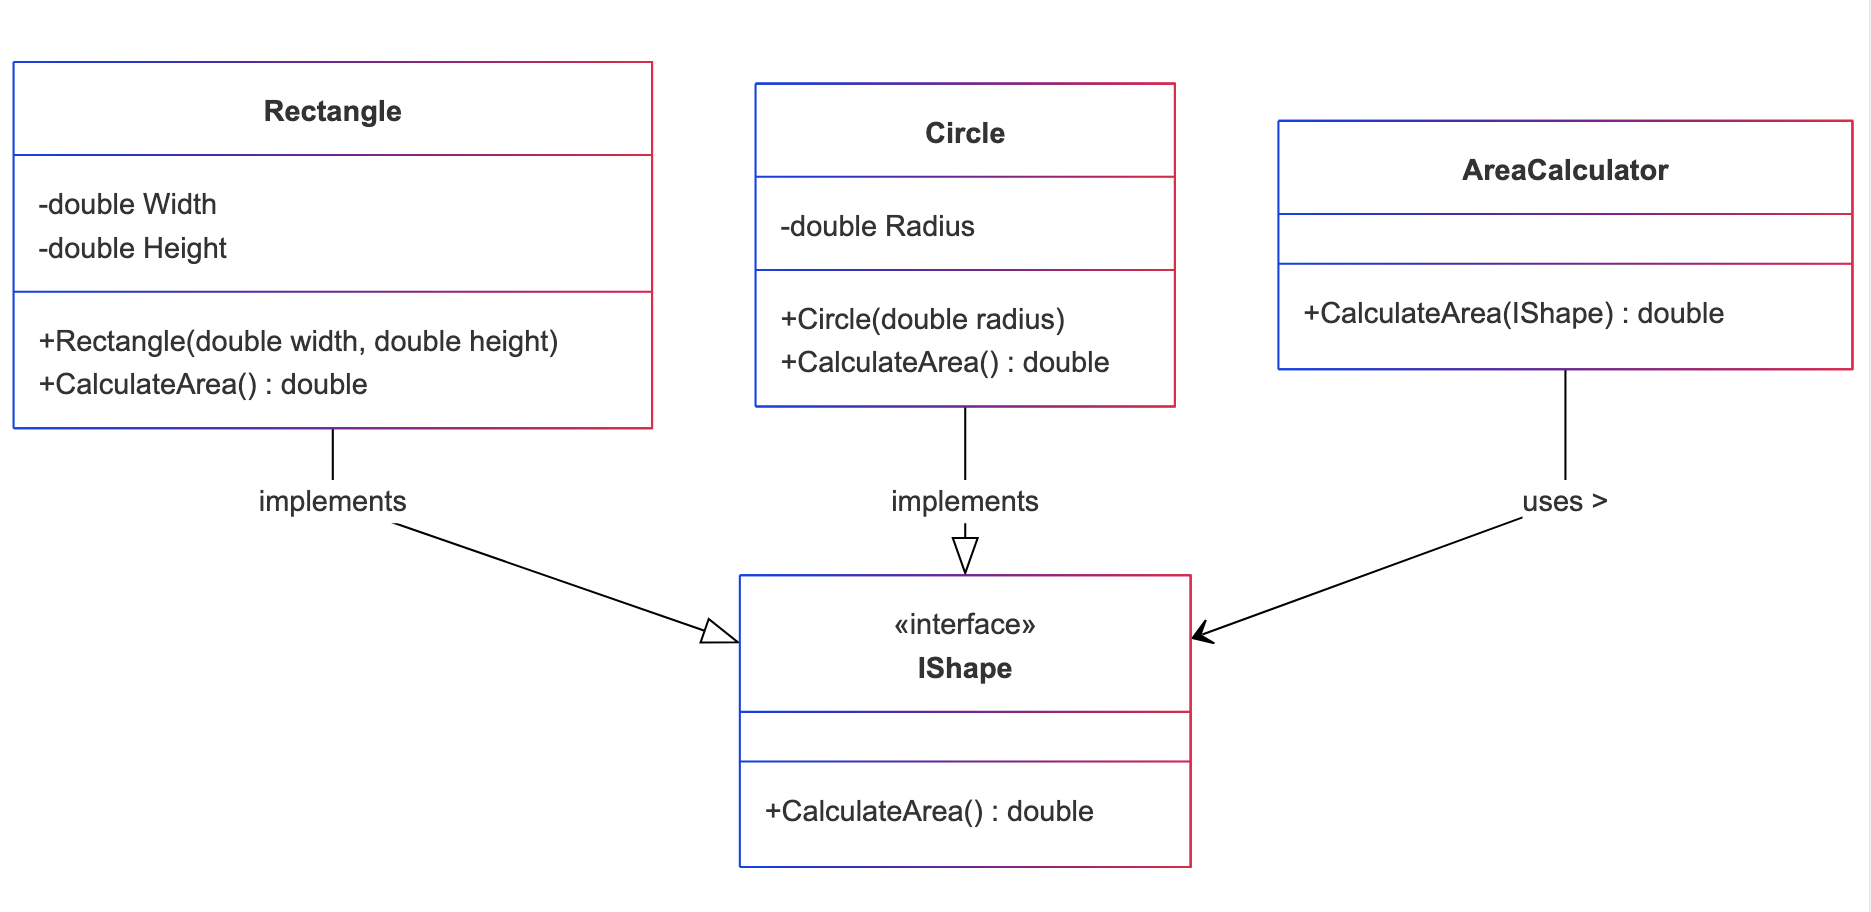 Rectangle
-double Width
-double Height
+Rectangle(double width, double height)
+CalculateArea() : double
Circle
-double Radius
+Circle(double radius)
+CalculateArea() : double
AreaCalculator
+CalculateArea(IShape) : double
implements
implements
uses >
«interface»
IShape
+CalculateArea() : double